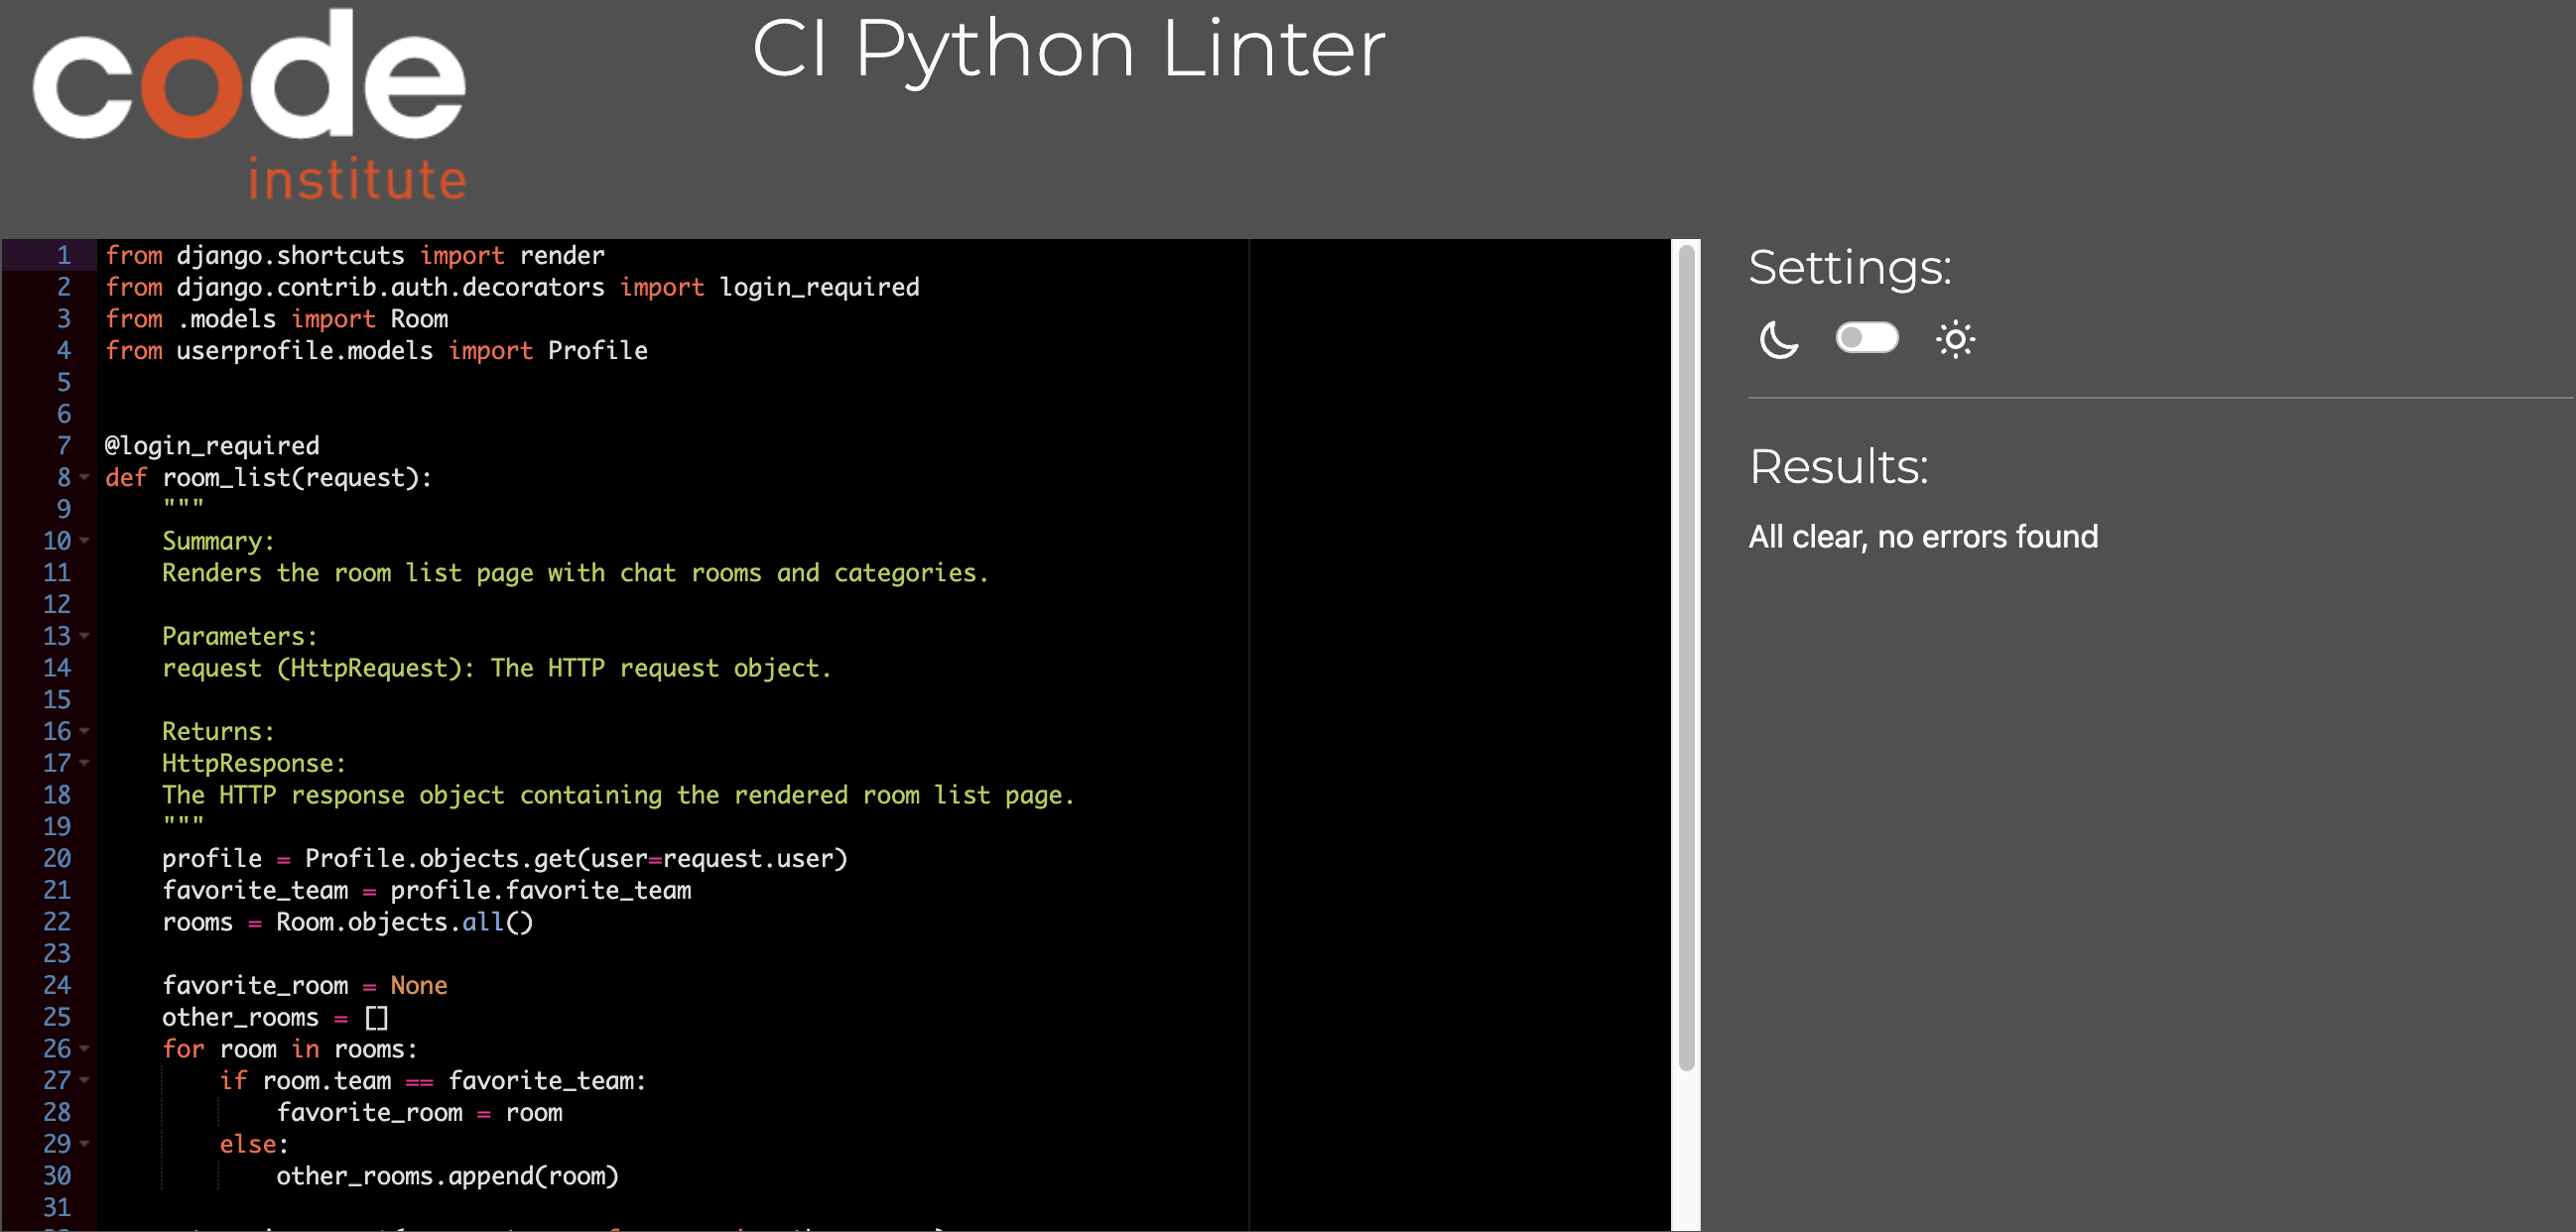 code
institute
CI Python Linter
1 from django.shortcuts import render
2 from django.contrib.auth.decorators import login_required
3 from .models import Room
4 from userprofile.models import Profile
5
6
7 @login_required
8 def room_list(request):
9     """
10     Summary:
11     Renders the room list page with chat rooms and categories.
12
13     Parameters:
14     request (HttpRequest): The HTTP request object.
15
16     Returns:
17     HttpResponse:
18     The HTTP response object containing the rendered room list page.
19     """
20     profile = Profile.objects.get(user=request.user)
21     favorite_team = profile.favorite_team
22     rooms = Room.objects.all()
23
24     favorite_room = None
25     other_rooms = []
26     for room in rooms:
27         if room.team == favorite_team:
28             favorite_room = room
29         else:
30             other_rooms.append(room)
31
Settings:
Results:
All clear, no errors found